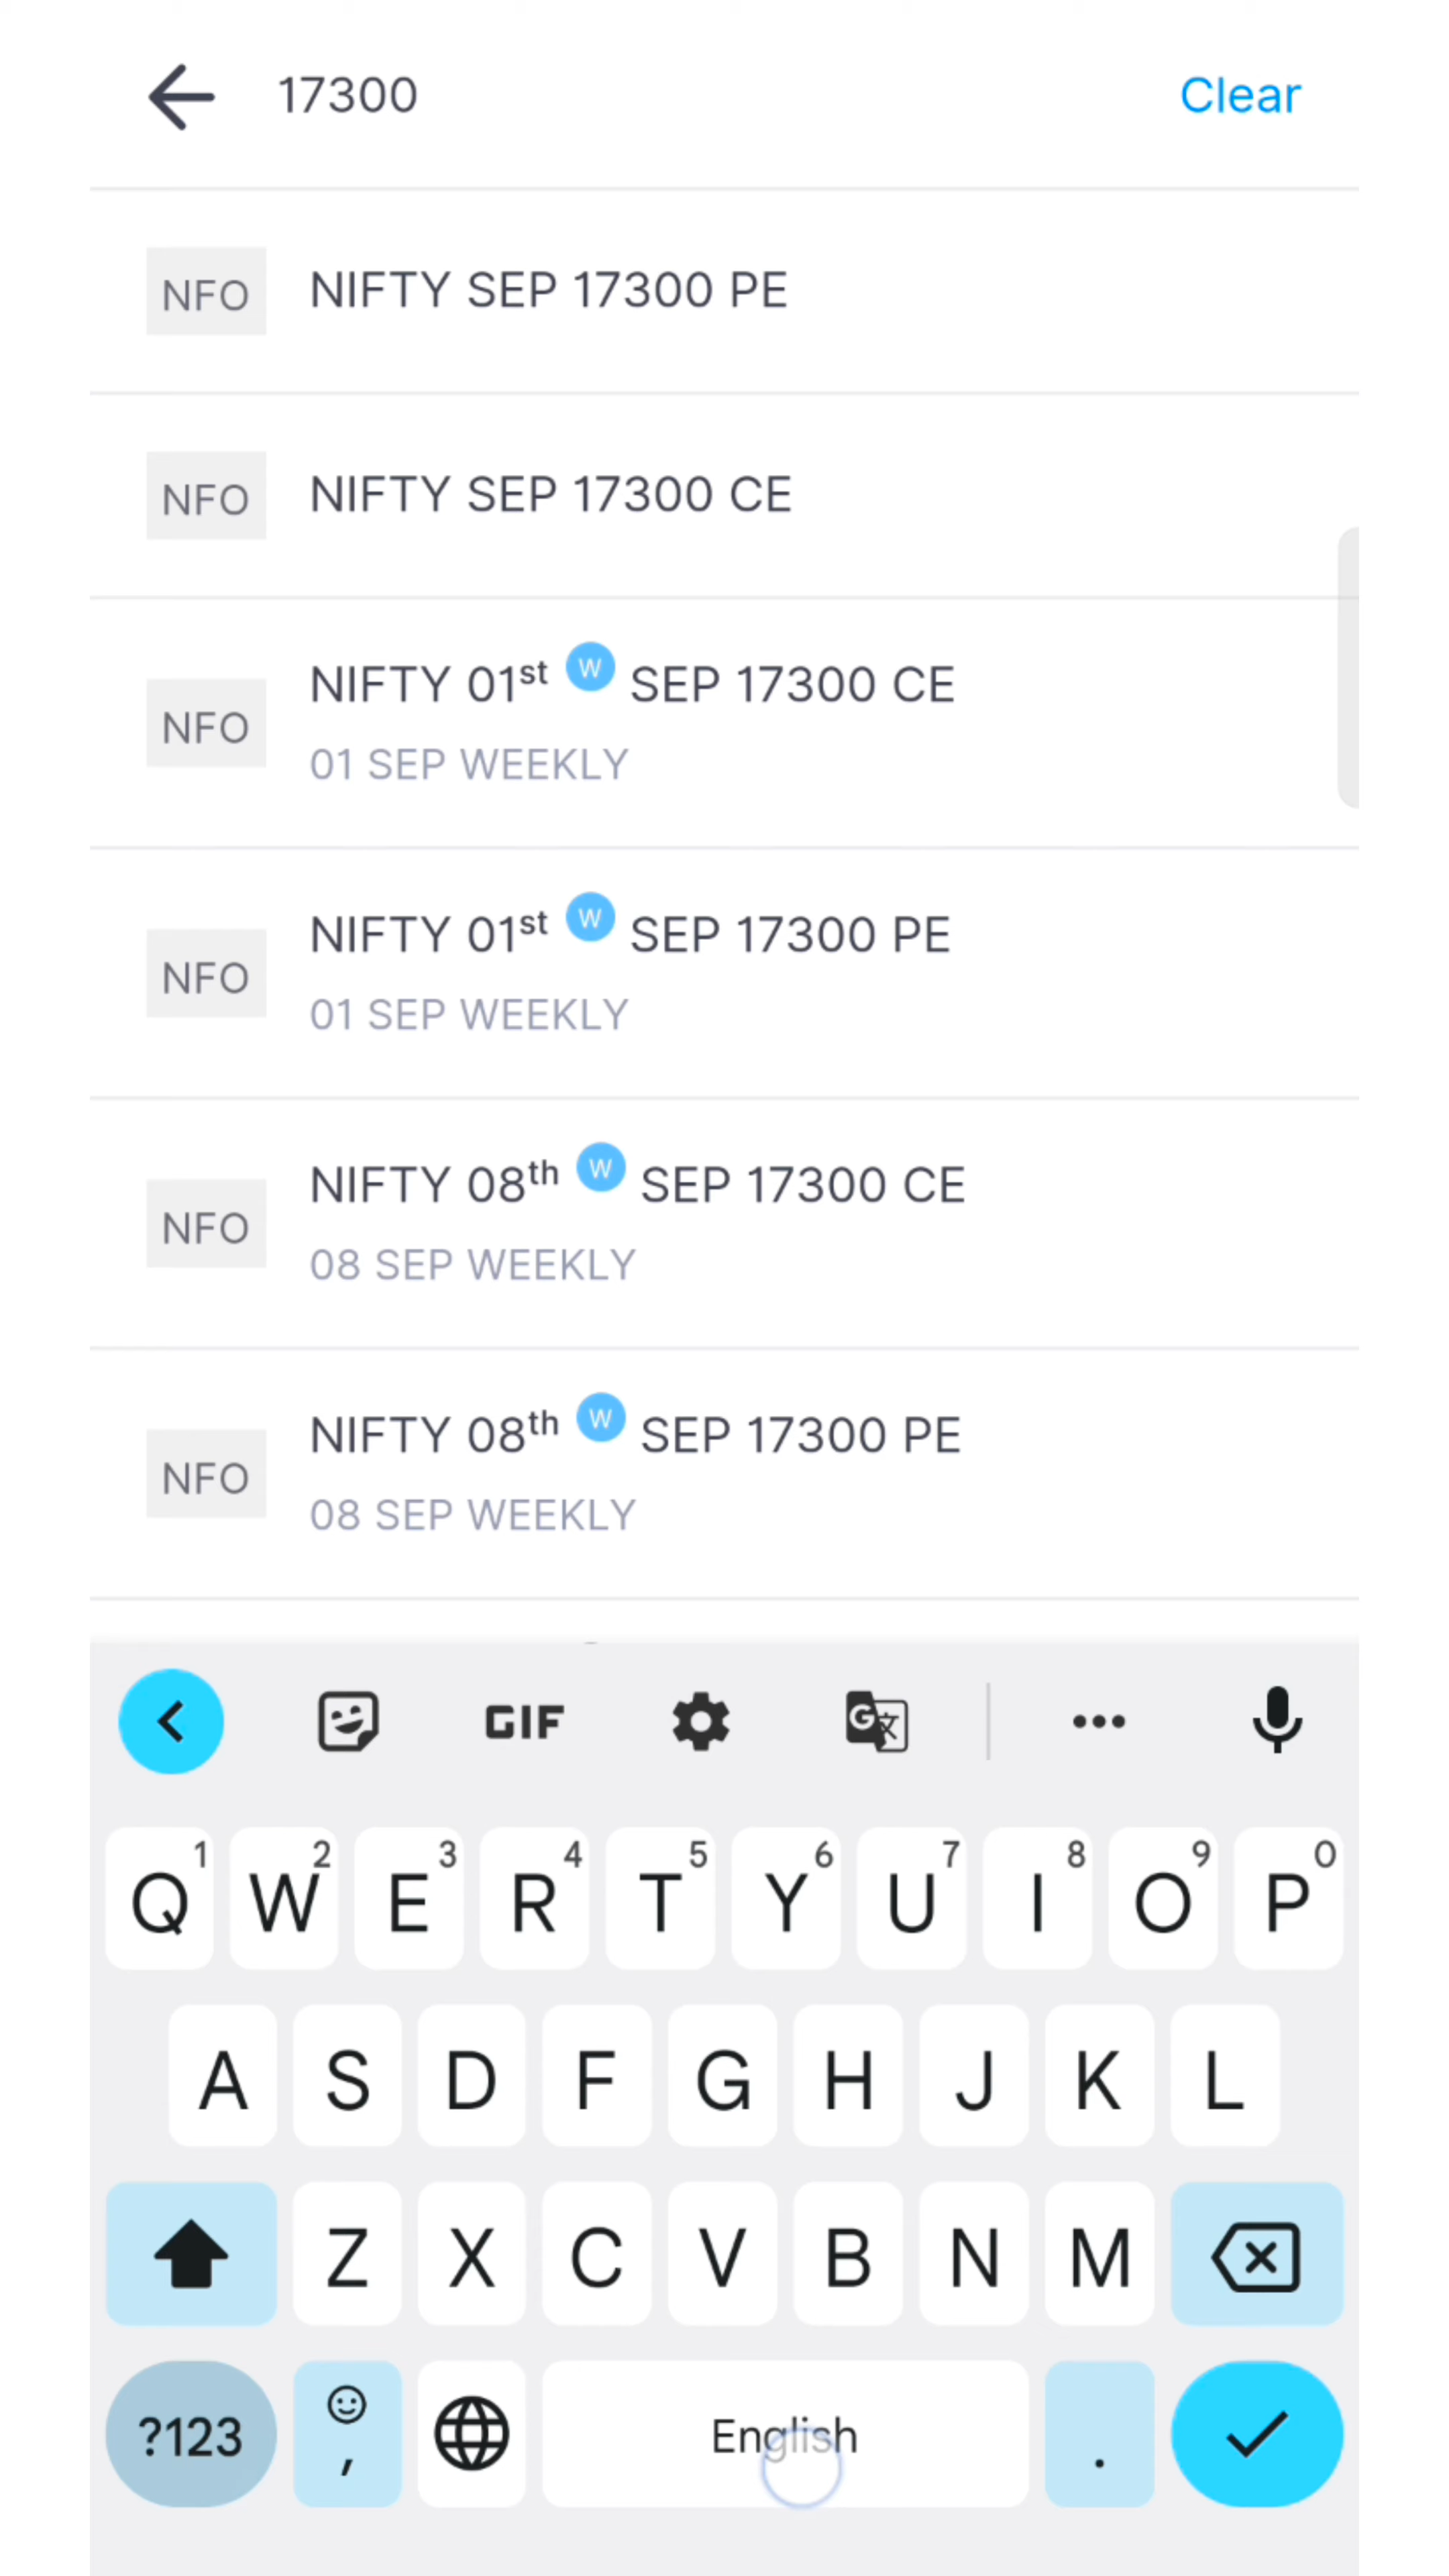 17300 Clear
NFO NIFTY SEP 17300 PE
NFO NIFTY SEP 17300 CE
NFO NIFTY 01st W SEP 17300 CE
01 SEP WEEKLY
NFO NIFTY 01st W SEP 17300 PE
01 SEP WEEKLY
NFO NIFTY 08th W SEP 17300 CE
08 SEP WEEKLY
NFO NIFTY 08th W SEP 17300 PE
08 SEP WEEKLY
GIF G 文
Q1 W2 E3 R4 T5 Y6 U7 I8 O9 P0
A S D F G H J K L
Z X C V B N M
?123 , English .